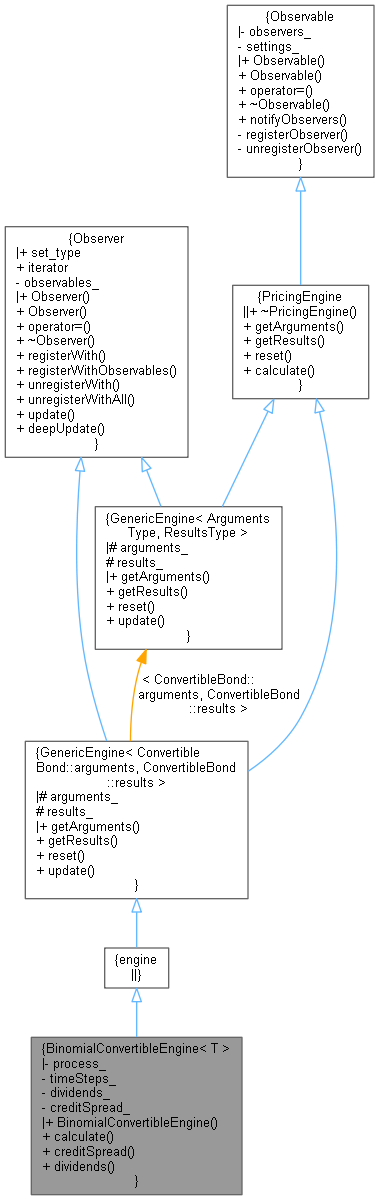 {Observable
|- observers_
- settings_
|+ Observable()
+ Observable()
+ operator=()
+ ~Observable()
+ notifyObservers()
- registerObserver()
- unregisterObserver()
}
{Observer
|+ set_type
+ iterator
- observables_
|+ Observer()
+ Observer()
+ operator=()
+ ~Observer()
+ registerWith()
+ registerWithObservables()
+ unregisterWith()
+ unregisterWithAll()
+ update()
+ deepUpdate()
}
{PricingEngine
||+ ~PricingEngine()
+ getArguments()
+ getResults()
+ reset()
+ calculate()
}
{GenericEngine< Arguments
Type, ResultsType >
|# arguments_
# results_
|+ getArguments()
+ getResults()
+ reset()
+ update()
}
< ConvertibleBond::
arguments, ConvertibleBond
::results >
{GenericEngine< Convertible
Bond::arguments, ConvertibleBond
::results >
|# arguments_
# results_
|+ getArguments()
+ getResults()
+ reset()
+ update()
}
{engine
||}
{BinomialConvertibleEngine< T >
|- process_
- timeSteps_
- dividends_
- creditSpread_
|+ BinomialConvertibleEngine()
+ calculate()
+ creditSpread()
+ dividends()
}